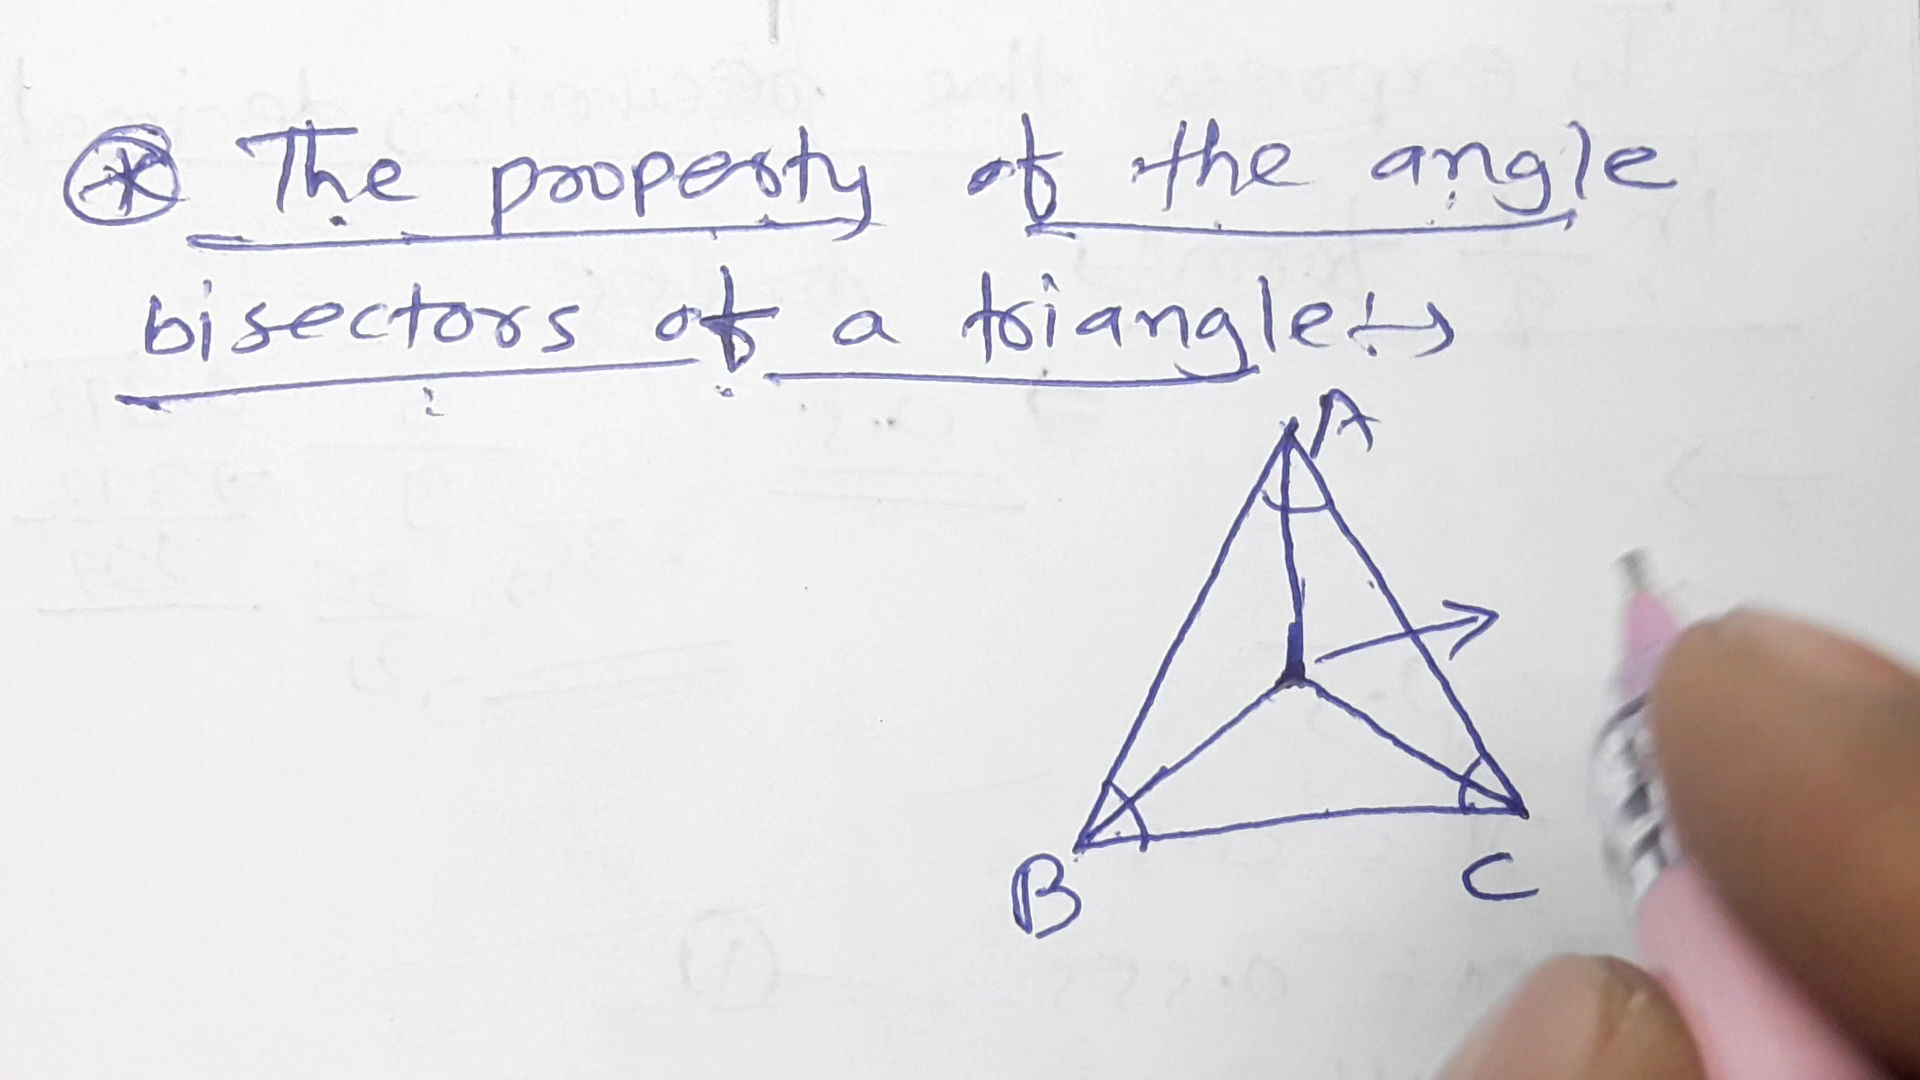 The property of the angle
bisectors of a triangle:→
A
B
C